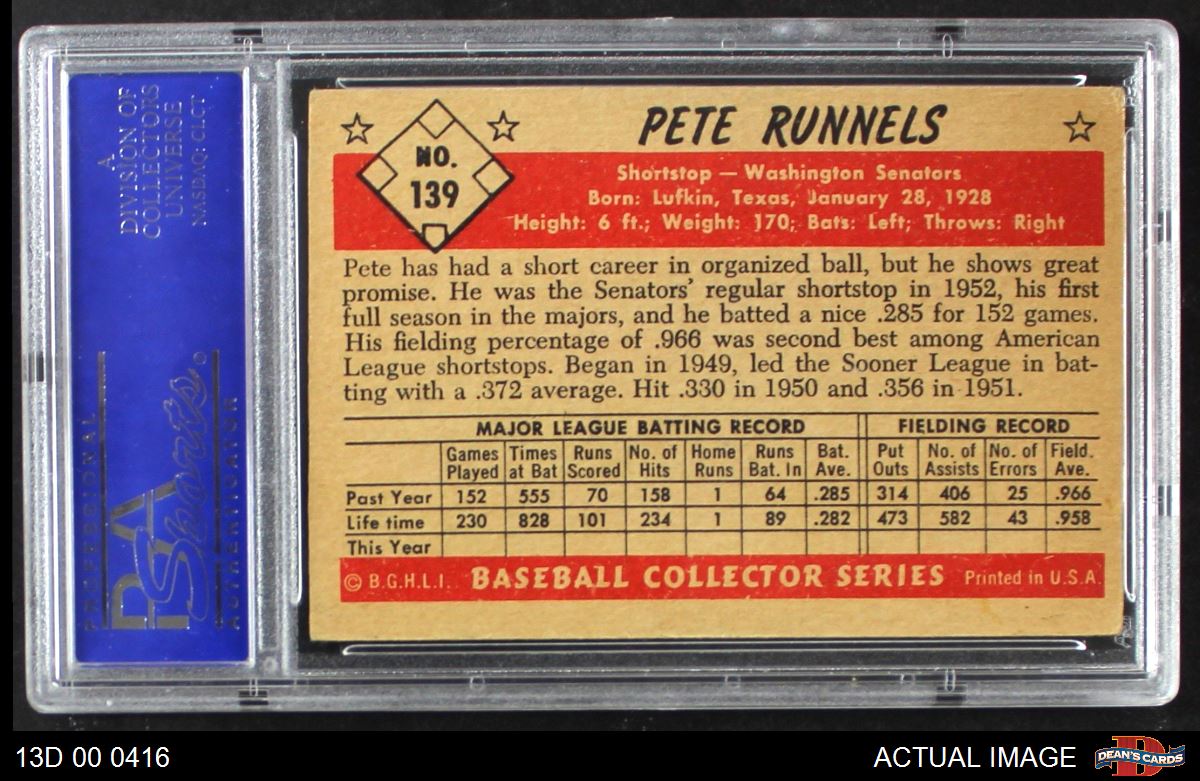 A
DIVISION OF
COLLECTORS
UNIVERSE
NASDAQ: CLCT
PROFESSIONAL
PSA
Sports
AUTHENTICATOR
NO.
139
PETE RUNNELS
Shortstop — Washington Senators
Born: Lufkin, Texas, January 28, 1928
Height: 6 ft.; Weight: 170; Bats: Left; Throws: Right
Pete has had a short career in organized ball, but he shows great
promise. He was the Senators' regular shortstop in 1952, his first
full season in the majors, and he batted a nice .285 for 152 games.
His fielding percentage of .966 was second best among American
League shortstops. Began in 1949, led the Sooner League in bat-
ting with a .372 average. Hit .330 in 1950 and .356 in 1951.
MAJOR LEAGUE BATTING RECORD FIELDING RECORD
Games Times Runs No. of Home Runs Bat. Put No. of No. of Field.
Played at Bat Scored Hits Runs Bat. In Ave. Outs Assists Errors Ave.
Past Year 152 555 70 158 1 64 .285 314 406 25 .966
Life time 230 828 101 234 1 89 .282 473 582 43 .958
This Year
© B.G.H.L.I. BASEBALL COLLECTOR SERIES Printed in U.S.A.
13D 00 0416 ACTUAL IMAGE D DEAN'S CARDS